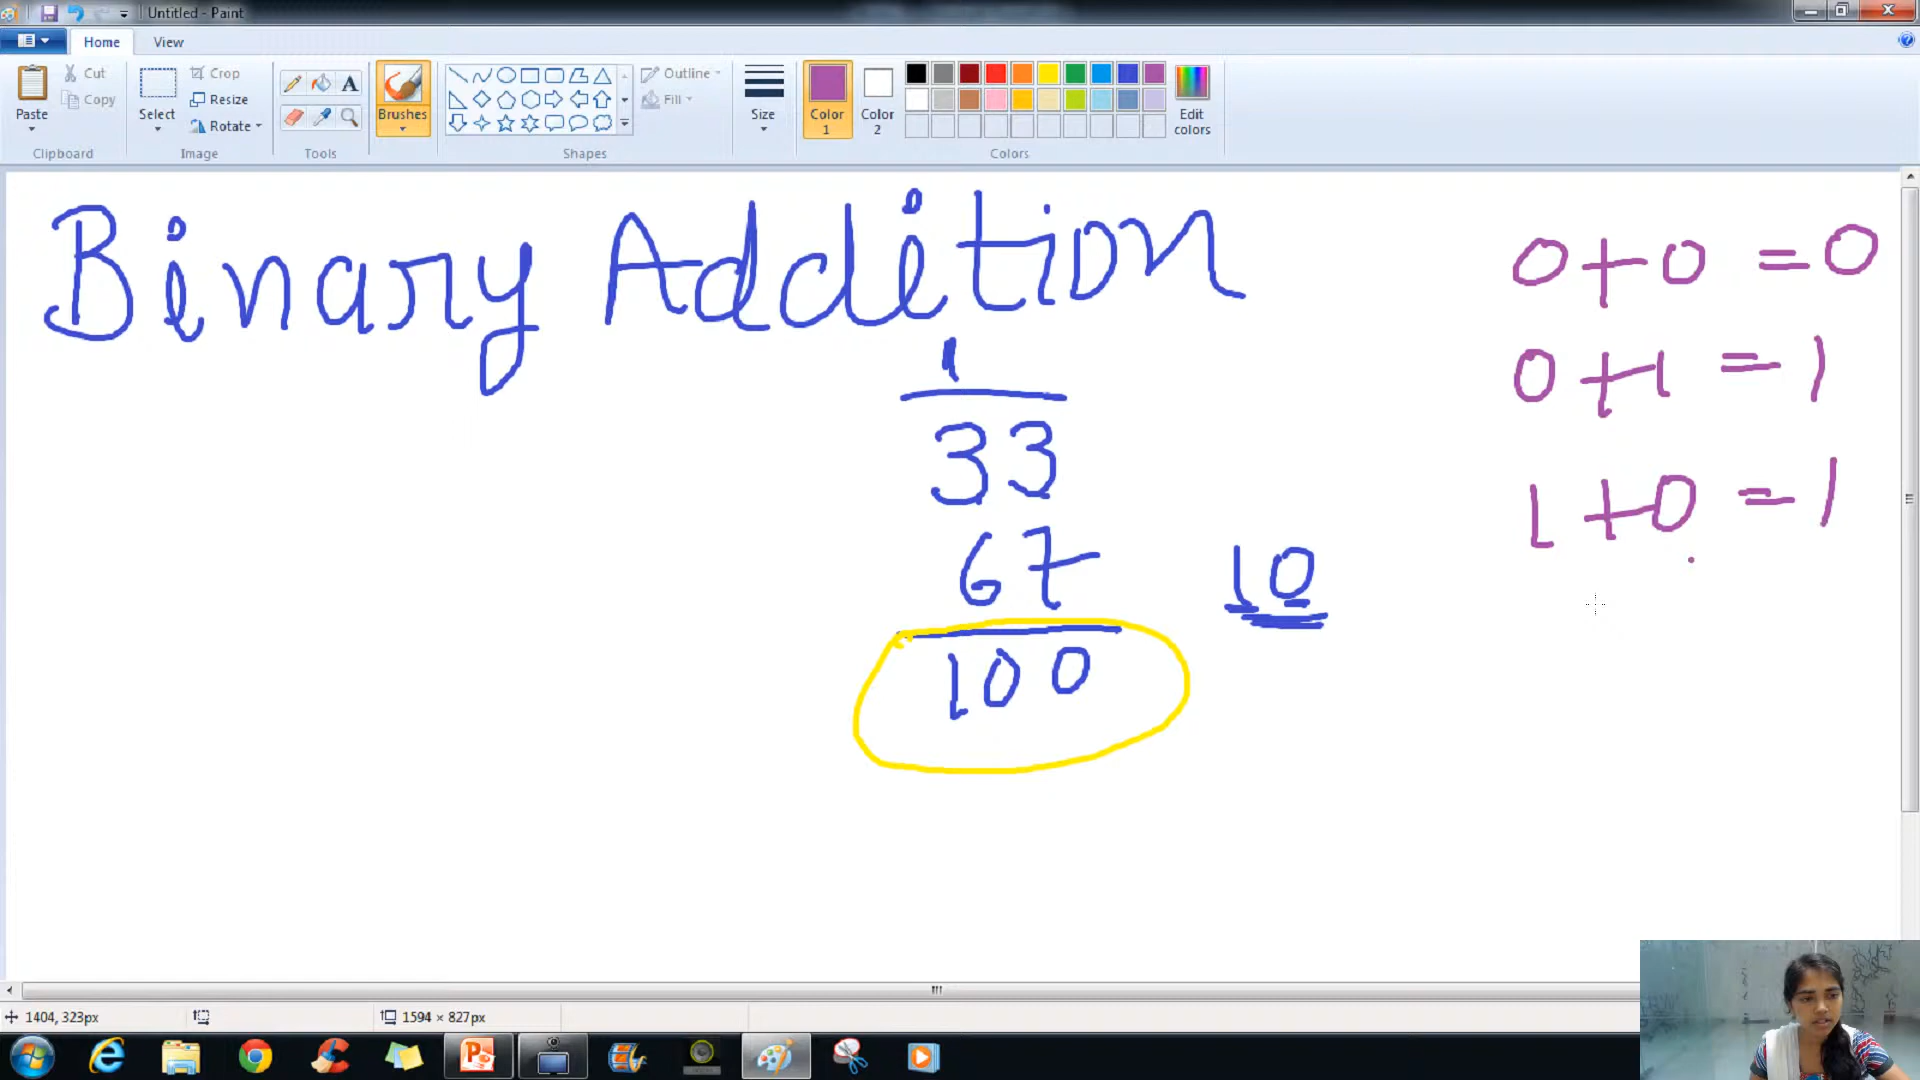 Untitled - Paint
Home View
Paste
Cut
Copy
Clipboard
Select
Crop
Resize
Rotate
Image
A
Tools
Brushes
Outline
Fill
Shapes
Size
Color 1
Color 2
Edit colors
Colors
Binary Addition
1
33
67
100
10
0+0 =0
0+1 =1
1+0 =1
1404, 323px
1594 × 827px